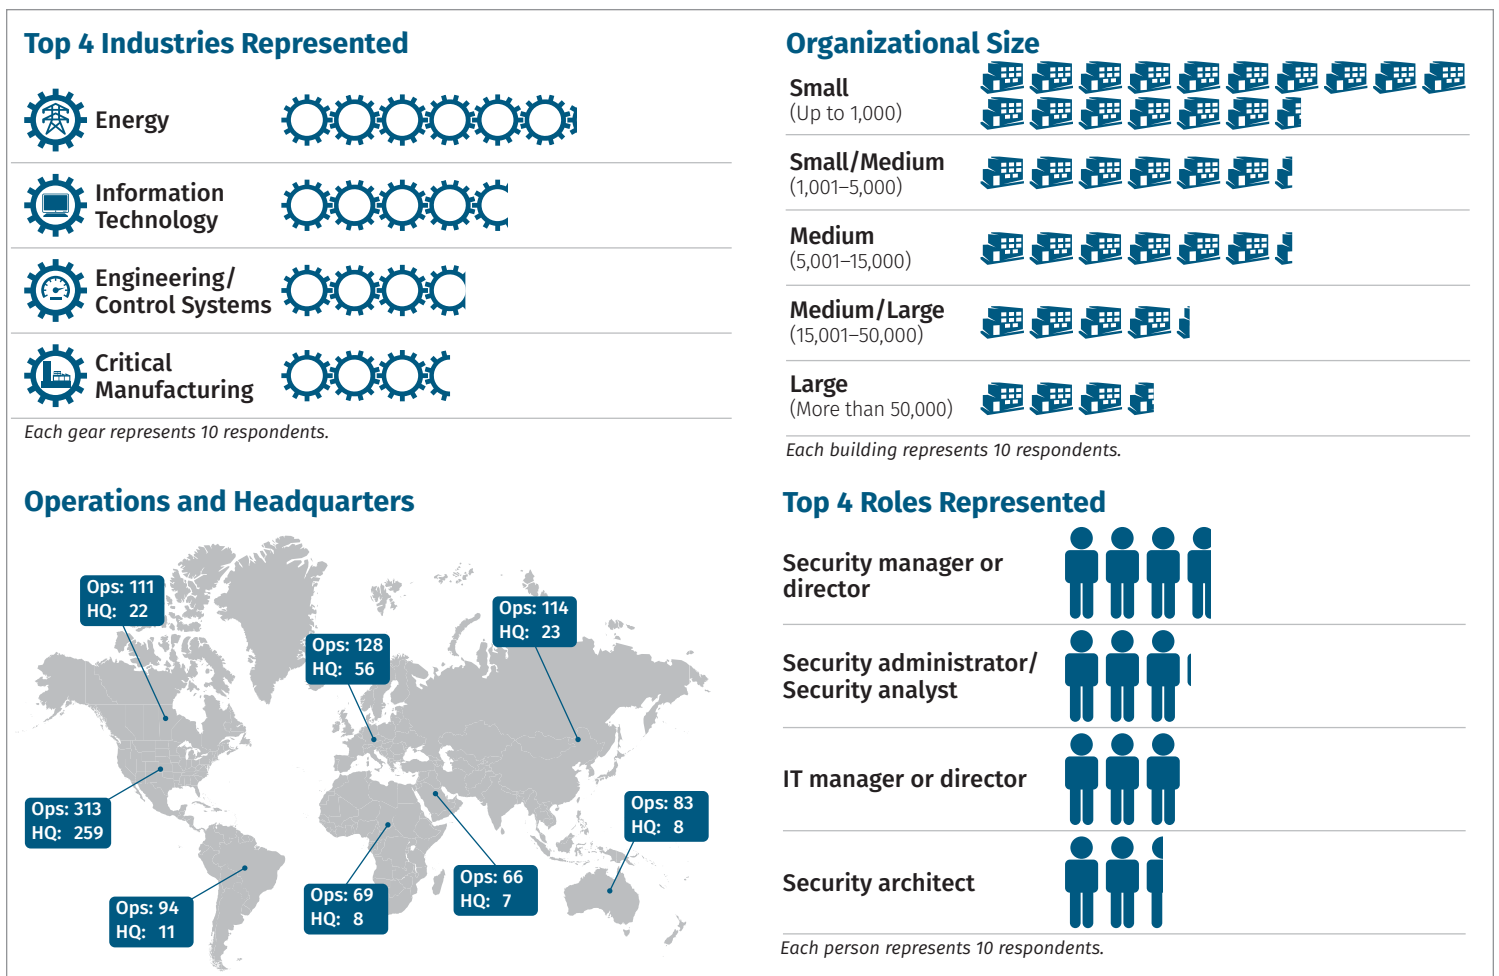 Top 4 Industries Represented
Energy
Information
Technology
Engineering/
Control Systems
Critical
Manufacturing
Each gear represents 10 respondents.
Organizational Size
Small
(Up to 1,000)
Small/Medium
(1,001–5,000)
Medium
(5,001–15,000)
Medium/Large
(15,001–50,000)
Large
(More than 50,000)
Each building represents 10 respondents.
Operations and Headquarters
Ops: 111
HQ: 22
Ops: 128
HQ: 56
Ops: 114
HQ: 23
Ops: 313
HQ: 259
Ops: 83
HQ: 8
Ops: 94
HQ: 11
Ops: 69
HQ: 8
Ops: 66
HQ: 7
Top 4 Roles Represented
Security manager or
director
Security administrator/
Security analyst
IT manager or director
Security architect
Each person represents 10 respondents.